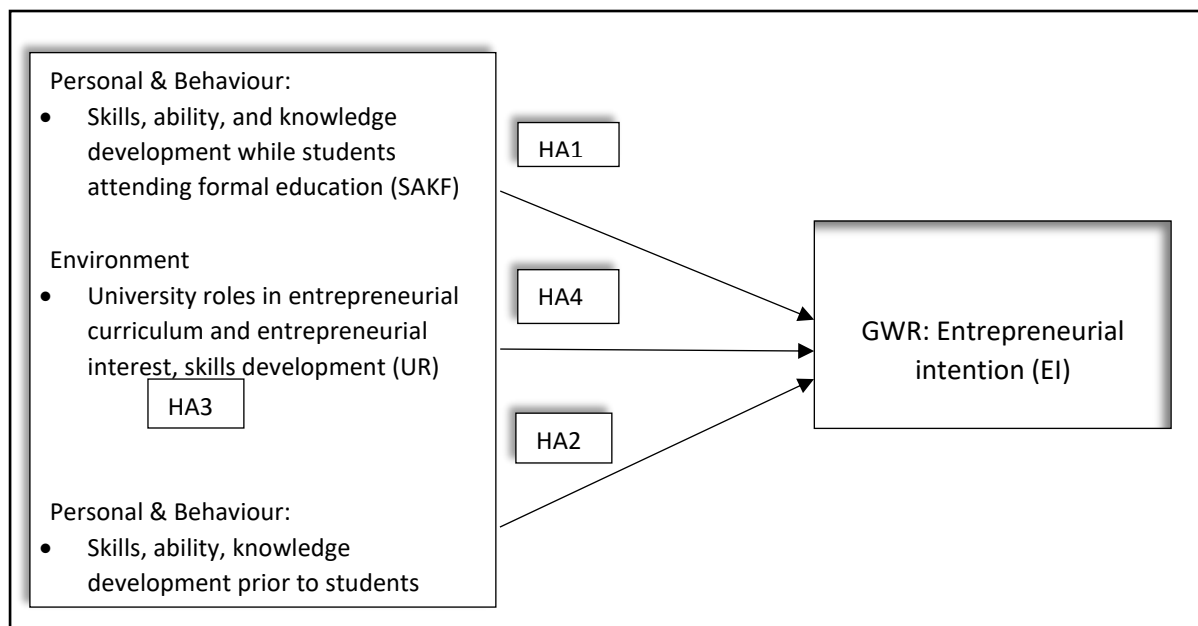 Personal & Behaviour:
• Skills, ability, and knowledge
development while students
attending formal education (SAKF)
Environment
• University roles in entrepreneurial
curriculum and entrepreneurial
interest, skills development (UR)
HA3
Personal & Behaviour:
• Skills, ability, knowledge
development prior to students
HA1
HA4
HA2
GWR: Entrepreneurial
intention (EI)